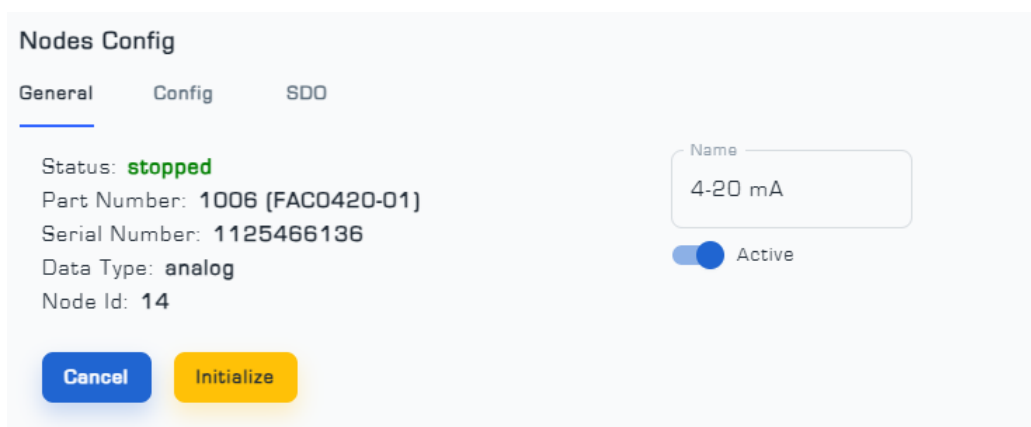 Nodes Config
General Config SDO
Status: stopped
Part Number: 1006 (FAC0420-01)
Serial Number: 1125466136
Data Type: analog
Node Id: 14
Name
4-20 mA
Active
Cancel Initialize